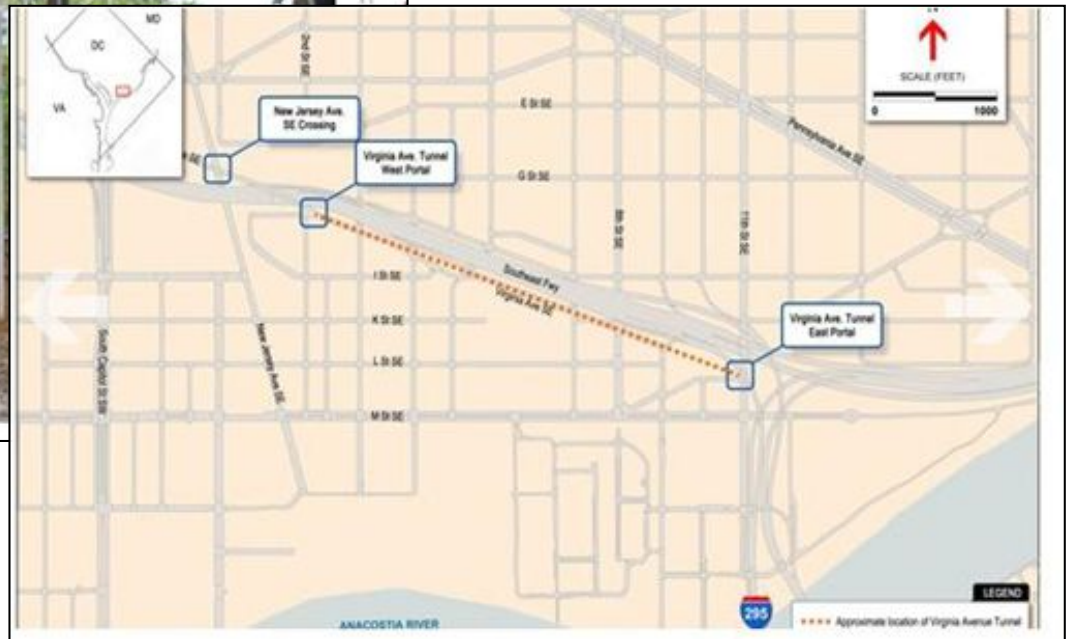 MD
DC
VA
2nd St SE
N
SCALE (FEET)
0 1000
New Jersey Ave.
SE Crossing
E St SE
Pennsylvania Ave SE
SE
Virginia Ave. Tunnel
West Portal
G St SE
8th St SE
11th St SE
I St SE
Southeast Fwy
Virginia Ave SE
K St SE
Virginia Ave. Tunnel
East Portal
South Capitol St SW
New Jersey Ave SE
L St SE
M St SE
LEGEND
295
Approximate location of Virginia Avenue Tunnel
ANACOSTIA RIVER